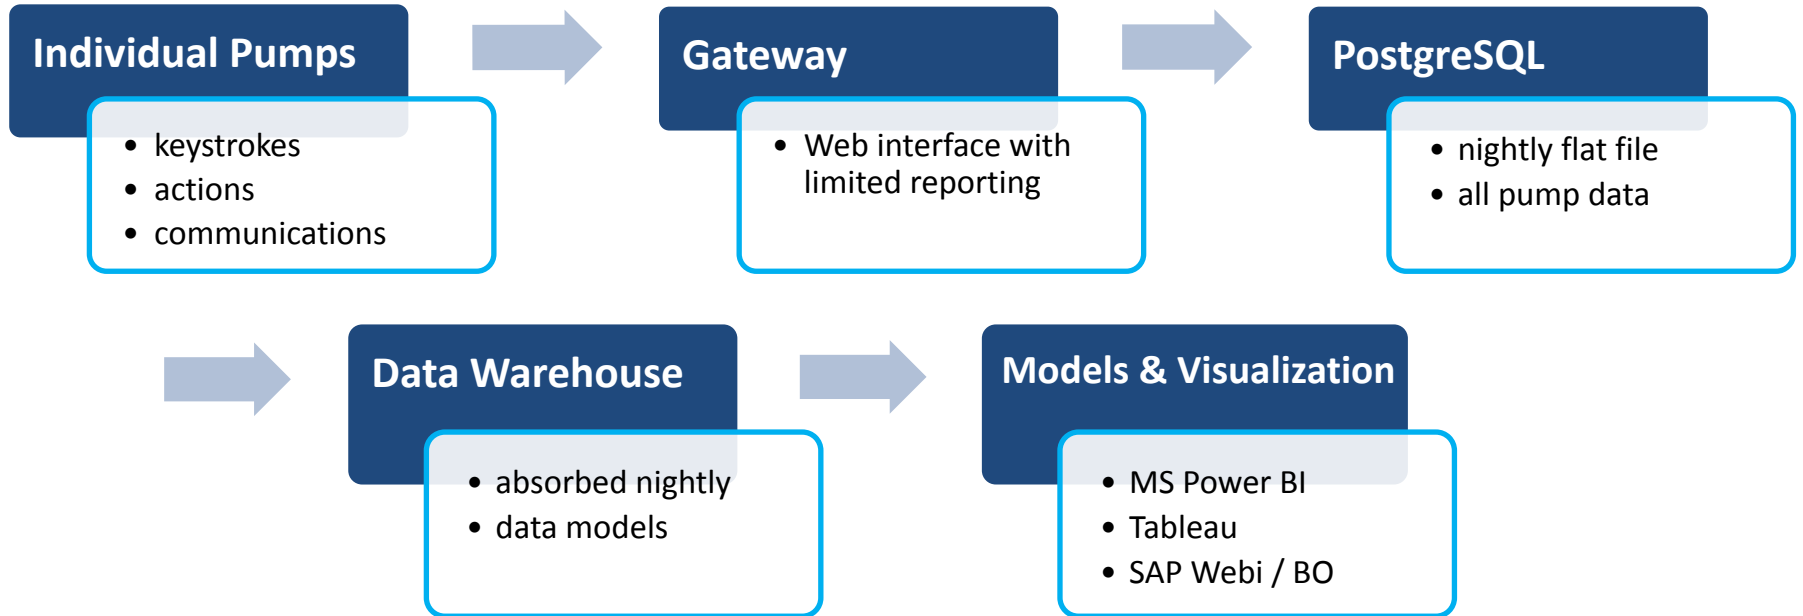 Individual Pumps
• keystrokes
• actions
• communications
Gateway
• Web interface with
limited reporting
PostgreSQL
• nightly flat file
• all pump data
Data Warehouse
• absorbed nightly
• data models
Models & Visualization
• MS Power BI
• Tableau
• SAP Webi / BO